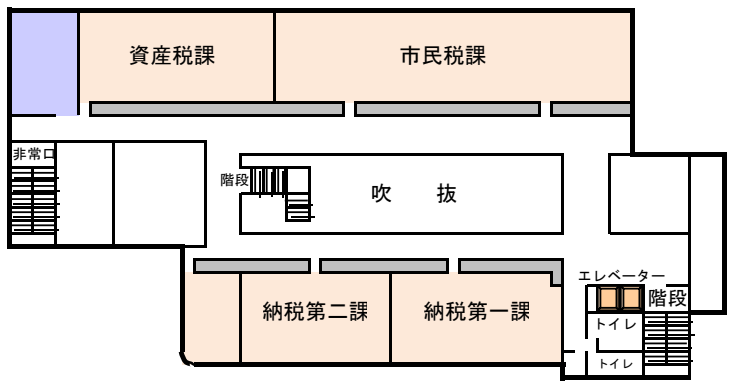 資産税課
市民税課
非常口
階段
吹 抜
エレベーター
階段
納税第二課
納税第一課
トイレ
トイレ